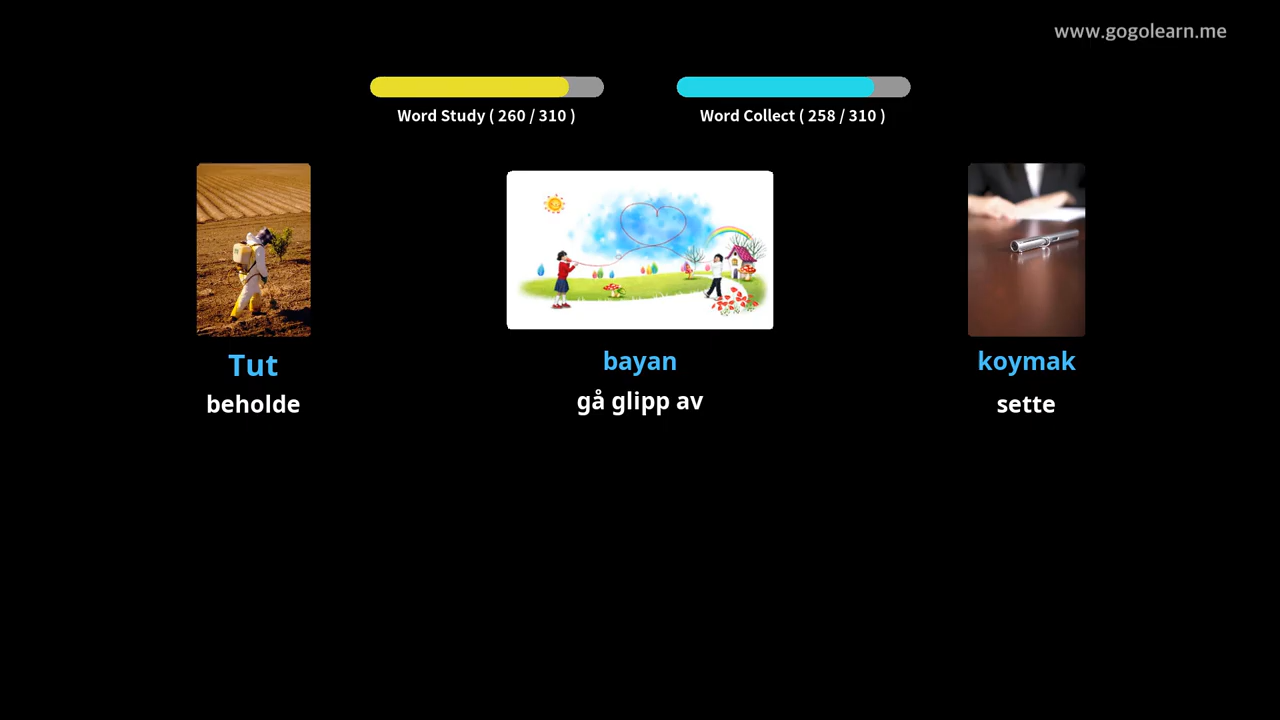 www.gogolearn.me
Word Study ( 260 / 310 )
Word Collect ( 258 / 310 )
Tut
beholde
bayan
gå glipp av
koymak
sette